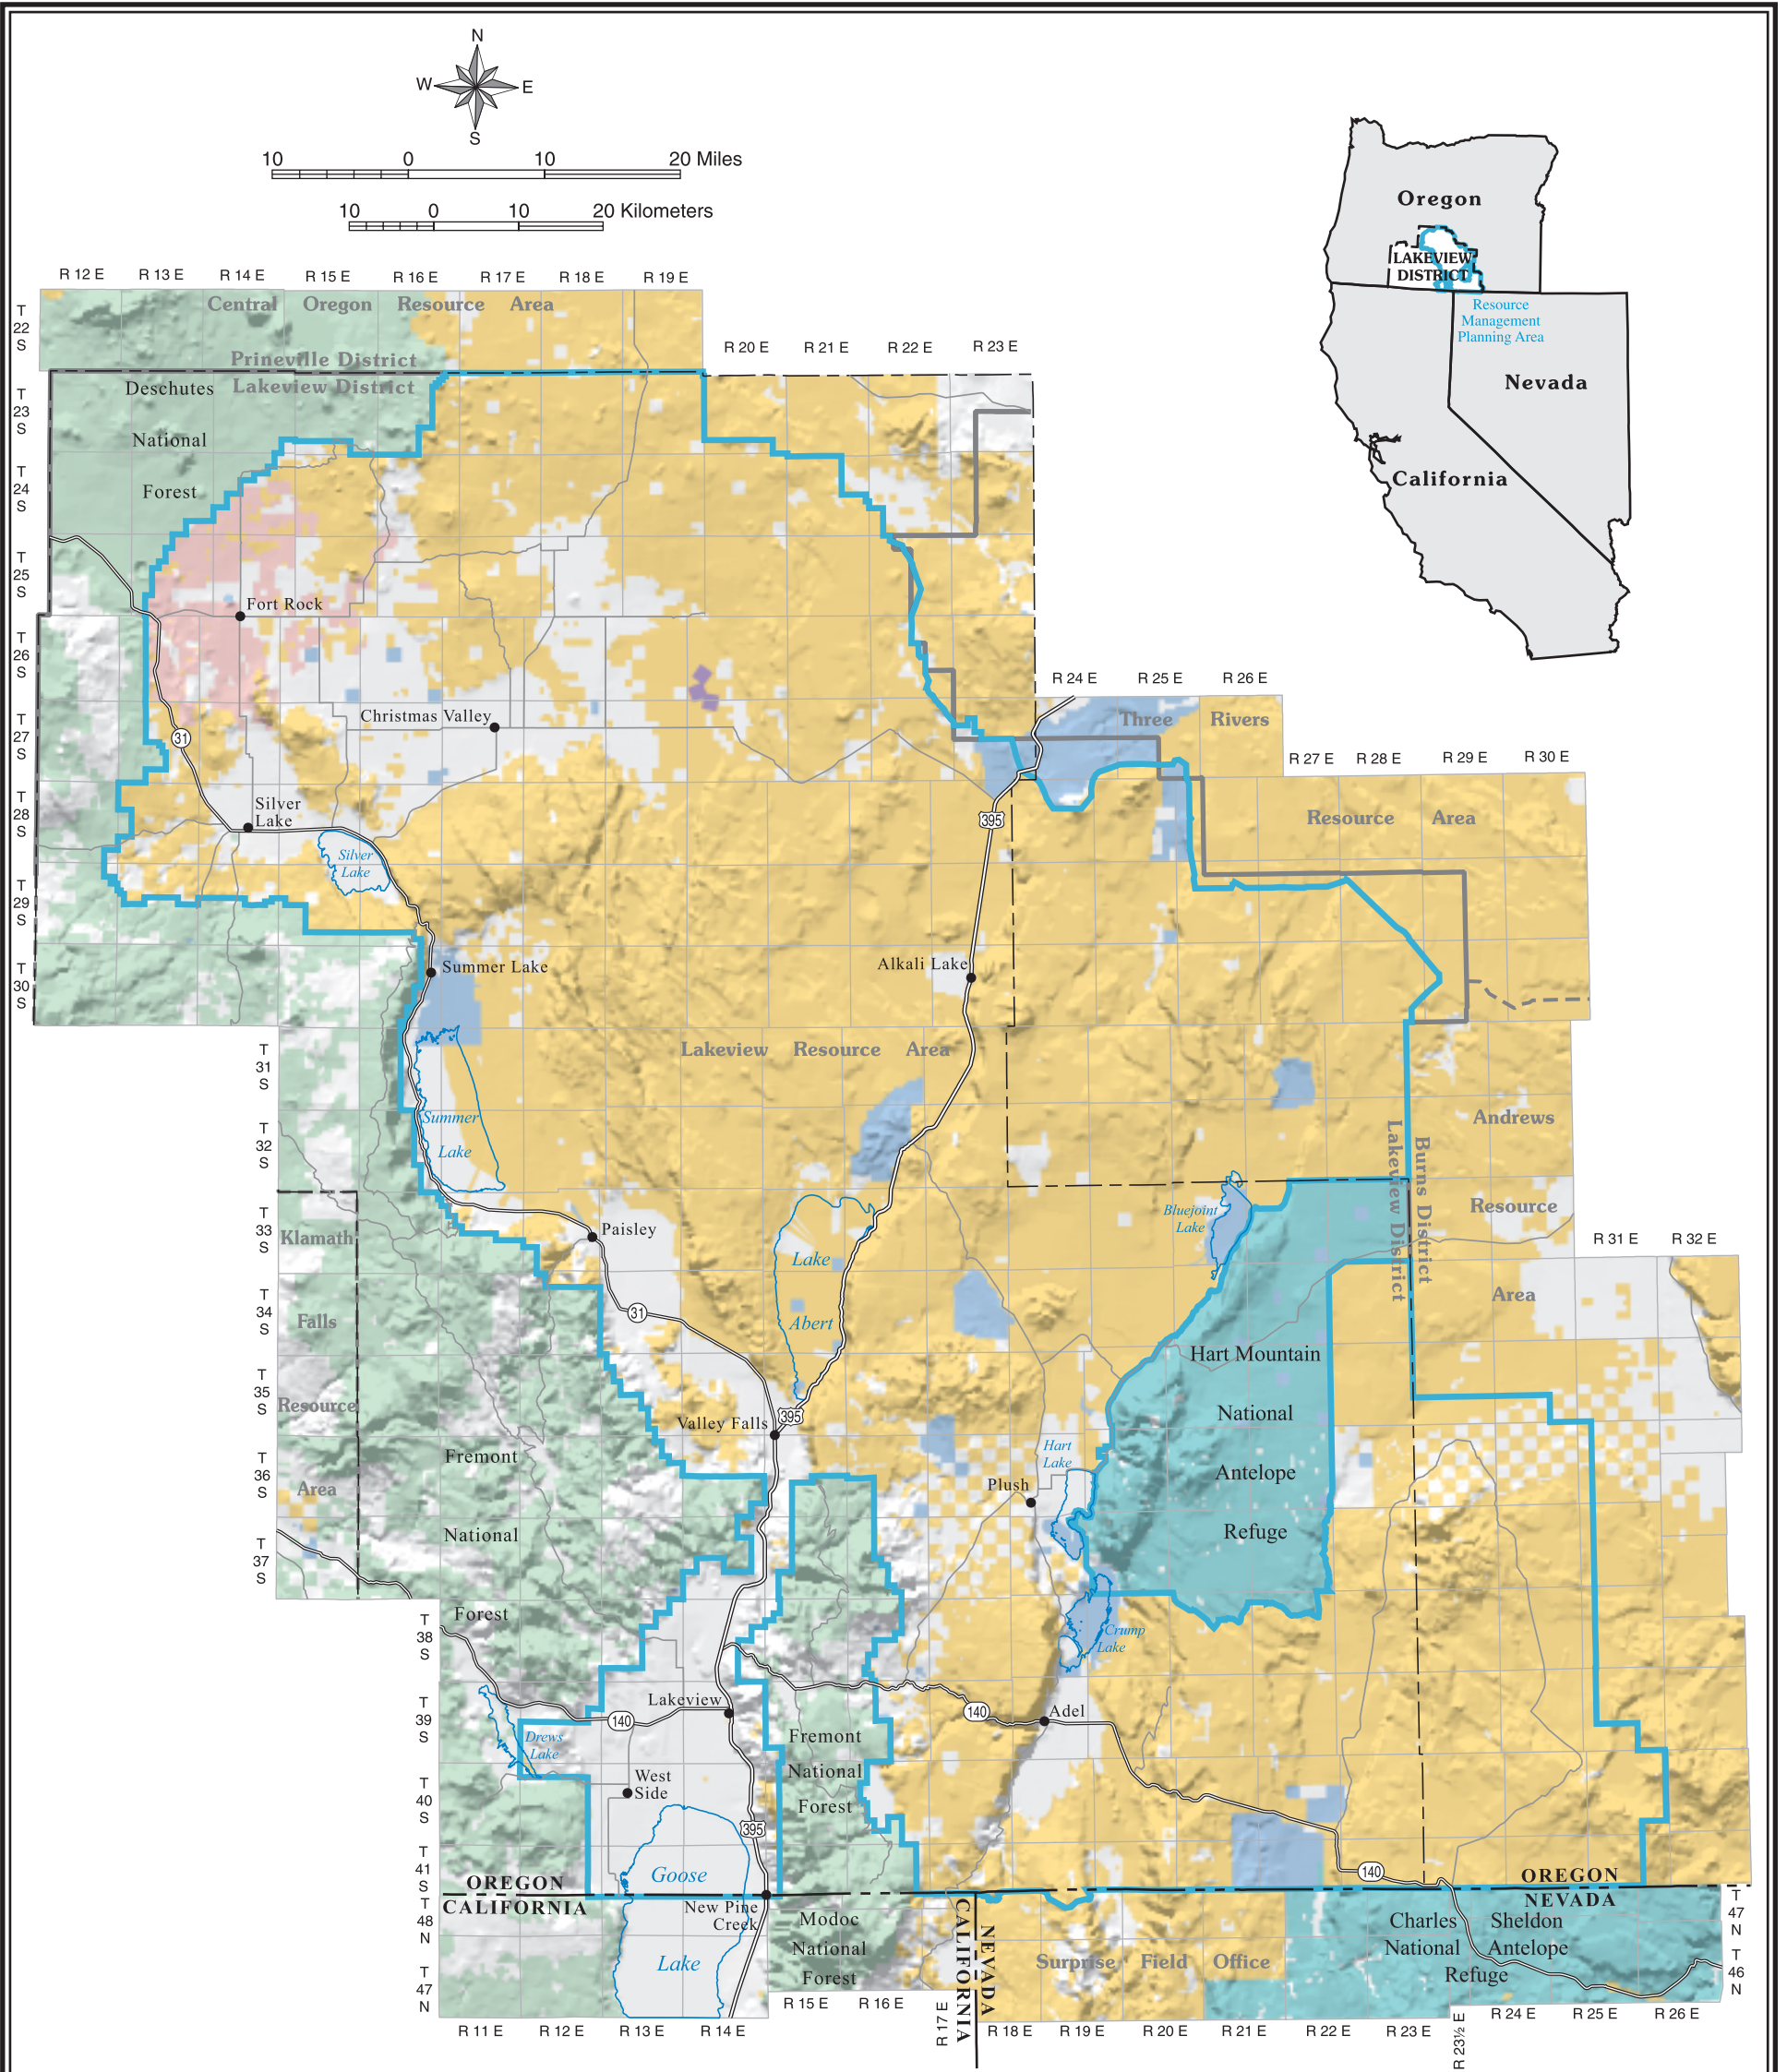 N
W
E
S
10 0 10 20 Miles
10 0 10 20 Kilometers
Oregon
LAKEVIEW
DISTRICT
Resource
Management
Planning Area
Nevada
California
R 12 E R 13 E R 14 E R 15 E R 16 E R 17 E R 18 E R 19 E
R 20 E R 21 E R 22 E R 23 E
R 24 E R 25 E R 26 E
R 27 E R 28 E R 29 E R 30 E
R 31 E R 32 E
T
22
S
T
23
S
T
24
S
T
25
S
T
26
S
T
27
S
T
28
S
T
29
S
T
30
S
T
31
S
T
32
S
T
33
S
T
34
S
T
35
S
T
36
S
T
37
S
T
38
S
T
39
S
T
40
S
T
41
S
T
48
N
T
47
N
Central Oregon Resource Area
Prineville District
Lakeview District
Deschutes
National
Forest
Fort Rock
Christmas Valley
31
Silver
Lake
Silver
Lake
Three Rivers
Resource Area
395
Summer Lake
Alkali Lake
Lakeview Resource Area
Summer
Lake
Andrews
Resource
Area
Lakeview District
Burns District
Bluejoint
Lake
Klamath
Falls
Resource
Area
Paisley
31
Lake
Abert
Hart Mountain
National
Antelope
Refuge
Valley Falls
395
Hart
Lake
Plush
Fremont
National
Forest
Crump
Lake
Lakeview
140
140
Adel
Drews
Lake
West
Side
Fremont
National
Forest
395
Goose
Lake
140
OREGON
CALIFORNIA
OREGON
NEVADA
New Pine
Creek
Modoc
National
Forest
CALIFORNIA
NEVADA
Surprise Field Office
Charles Sheldon
National Antelope
Refuge
T
47
N
T
46
N
R 11 E R 12 E R 13 E R 14 E
R 15 E R 16 E
R 17 E
R 18 E R 19 E R 20 E R 21 E R 22 E R 23 E
R 23½ E
R 24 E R 25 E R 26 E